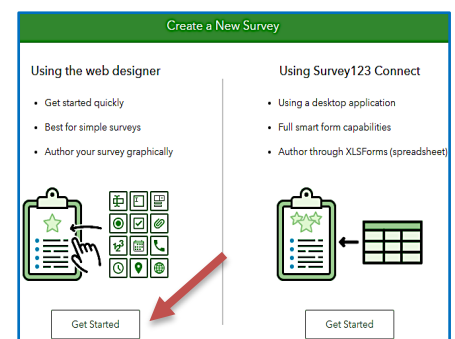 Create a New Survey
Using the web designer
• Get started quickly
• Best for simple surveys
• Author your survey graphically
123
Get Started
Using Survey123 Connect
• Using a desktop application
• Full smart form capabilities
• Author through XLSForms (spreadsheet)
Get Started